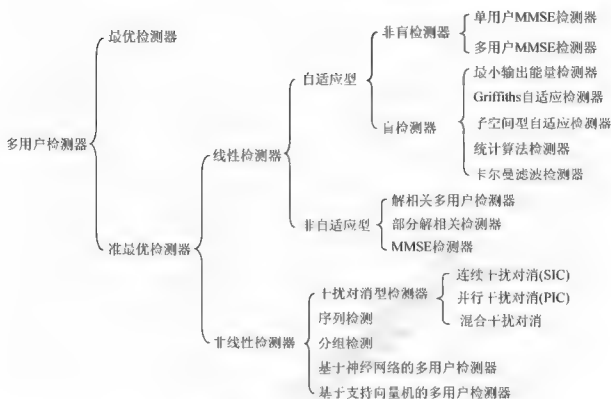 多用户检测器
最优检测器
准最优检测器
线性检测器
自适应型
非盲检测器
单用户MMSE检测器
多用户MMSE检测器
盲检测器
最小输出能量检测器
Griffiths自适应检测器
子空间型自适应检测器
统计算法检测器
卡尔曼滤波检测器
非自适应型
解相关多用户检测器
部分解相关检测器
MMSE检测器
非线性检测器
干扰对消型检测器
连续干扰对消(SIC)
并行干扰对消(PIC)
混合干扰对消
序列检测
分组检测
基于神经网络的多用户检测器
基于支持向量机的多用户检测器